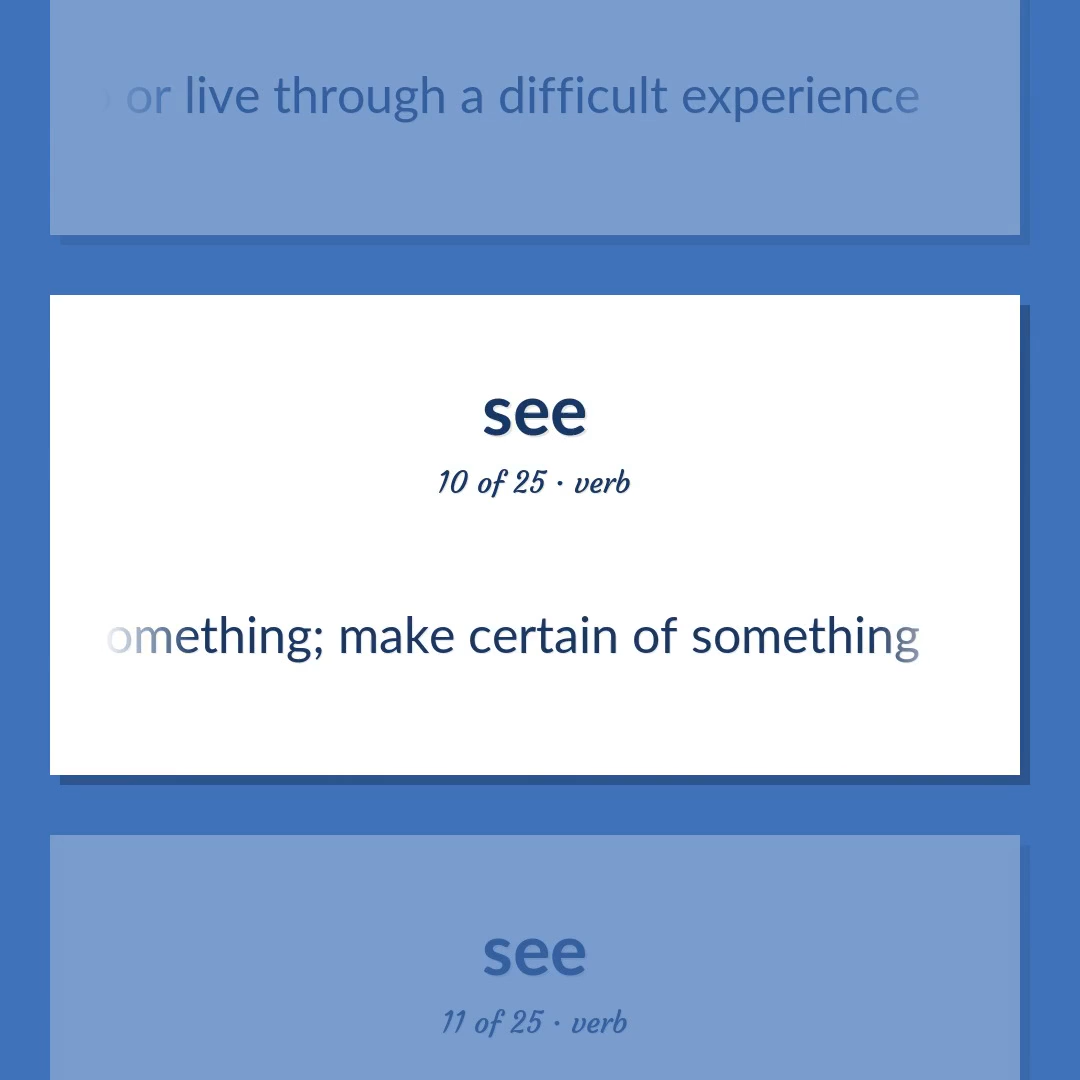 or live through a difficult experience
see
10 of 25 · verb
omething; make certain of something
see
11 of 25 · verb